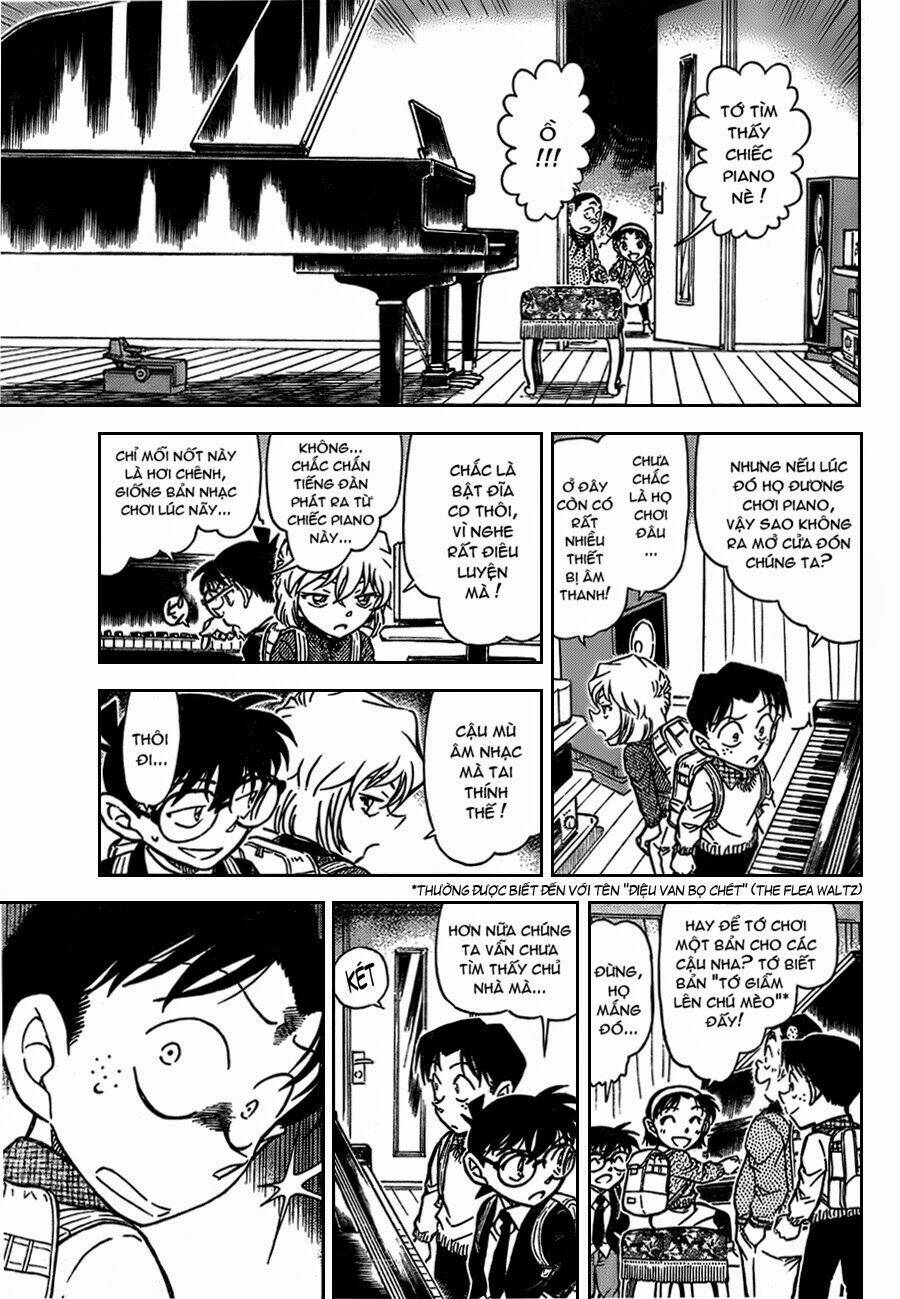 TỚ TÌM
THẤY
CHIẾC
PIANO
NÈ !
Ồ
!!!
NHƯNG NẾU LÚC
ĐÓ HỌ ĐƯƠNG
CHƠI PIANO,
VẬY SAO KHÔNG
RA MỞ CỬA ĐÓN
CHÚNG TA?
CHƯA
CHẮC
LÀ HỌ
CHƠI
ĐÂU
...
Ở ĐÂY
CÒN CÓ
RẤT
NHIỀU
THIẾT
BỊ ÂM
THANH!
CHẮC LÀ
BẬT ĐĨA
CD THÔI,
VÌ NGHE
RẤT ĐIÊU
LUYỆN
MÀ !
KHÔNG...
CHẮC CHẮN
TIẾNG ĐÀN
PHÁT RA TỪ
CHIẾC PIANO
NÀY...
CHỈ MỖI NỐT NÀY
LÀ HƠI CHÊNH,
GIỐNG BẢN NHẠC
CHƠI LÚC NÃY...
CẬU MÙ
ÂM NHẠC
MÀ TAI
THÍNH
THẾ !
THÔI
ĐI...
*THƯỜNG ĐƯỢC BIẾT ĐẾN VỚI TÊN "ĐIỆU VAN BỌ CHÉT" (THE FLEA WALTZ)
HAY ĐỂ TỚ CHƠI
MỘT BẢN CHO CÁC
CẬU NHA? TỚ BIẾT
BẢN "TỚ GIẪM
LÊN CHÚ MÈO"*
ĐẤY!
ĐỪNG,
HỌ
MẮNG
ĐÓ...
HƠN NỮA CHÚNG
TA VẪN CHƯA
TÌM THẤY CHỦ
NHÀ MÀ...
KÉT